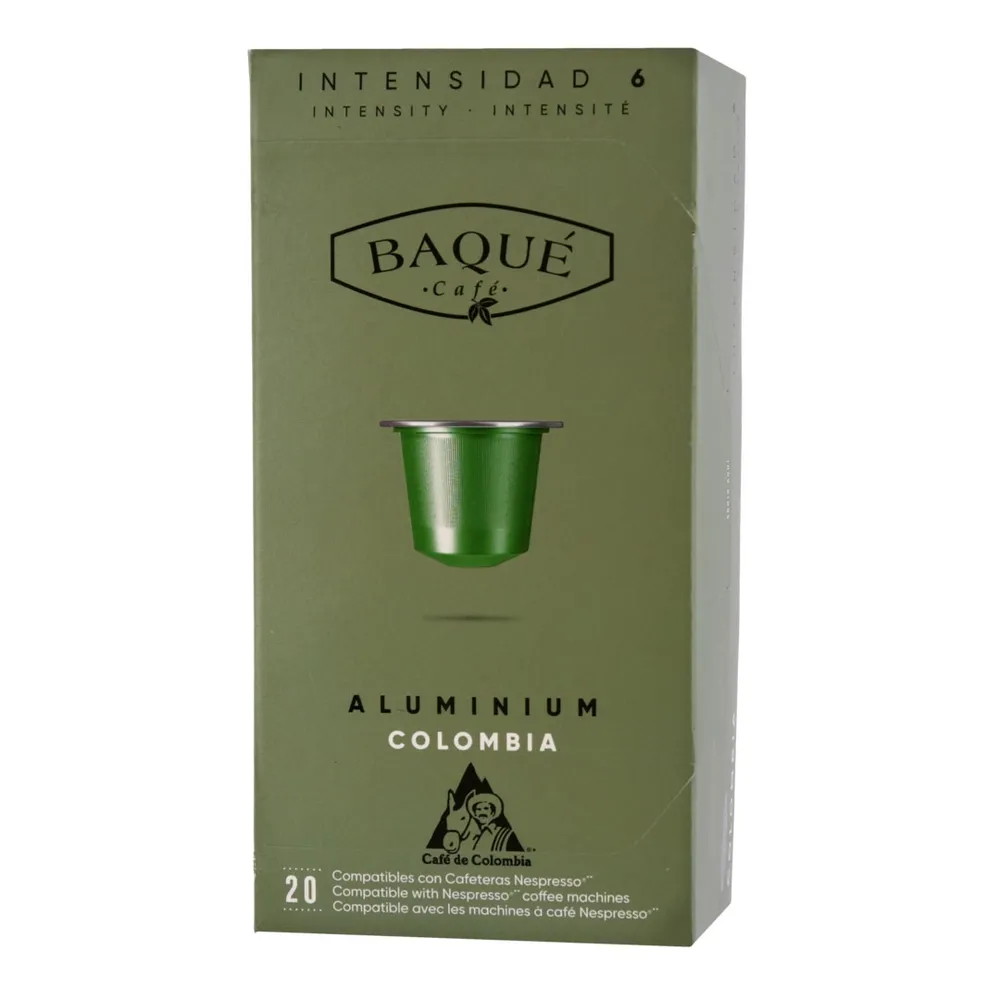 INTENSIDAD 6
INTENSITY · INTENSITÉ
BAQUÉ
·Café·
ALUMINIUM
COLOMBIA
Café de Colombia
20
Compatibles con Cafeteras Nespresso®**
Compatible with Nespresso®** coffee machines
Compatible avec les machines à café Nespresso®**
COLOMBIA